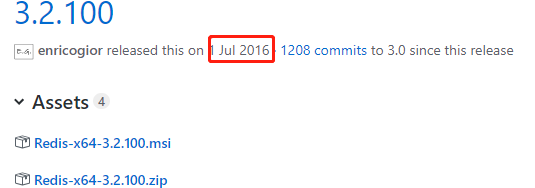 3.2.100
enricogior released this on 1 Jul 2016 · 1208 commits to 3.0 since this release
Assets 4
Redis-x64-3.2.100.msi
Redis-x64-3.2.100.zip